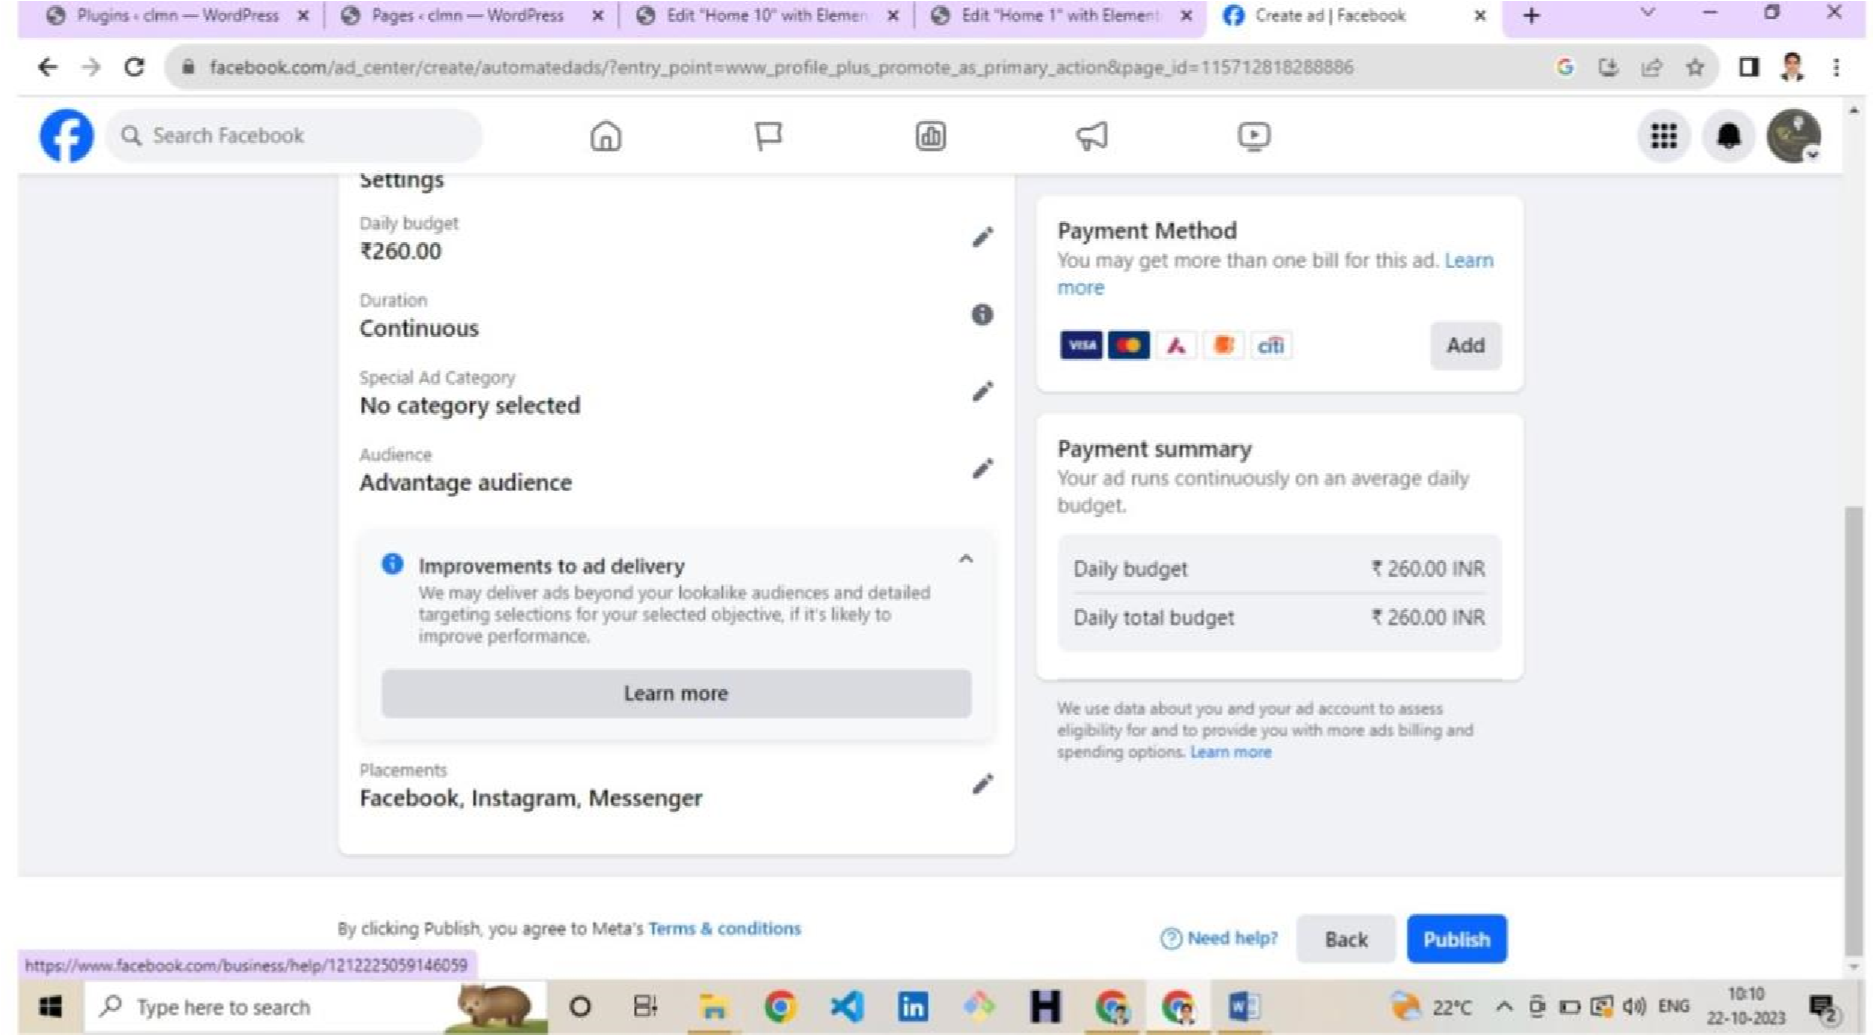 Plugins ‹ clmn — WordPress
Pages ‹ clmn — WordPress
Edit "Home 10" with Elemen
Edit "Home 1" with Element
Create ad | Facebook
facebook.com/ad_center/create/automatedads/?entry_point=www_profile_plus_promote_as_primary_action&page_id=115712818288886
Search Facebook
Settings
Daily budget
₹260.00
Duration
Continuous
Special Ad Category
No category selected
Audience
Advantage audience
Improvements to ad delivery
We may deliver ads beyond your lookalike audiences and detailed
targeting selections for your selected objective, if it's likely to
improve performance.
Learn more
Placements
Facebook, Instagram, Messenger
Payment Method
You may get more than one bill for this ad. Learn
more
VISA
citi
Add
Payment summary
Your ad runs continuously on an average daily
budget.
Daily budget ₹ 260.00 INR
Daily total budget ₹ 260.00 INR
We use data about you and your ad account to assess
eligibility for and to provide you with more ads billing and
spending options. Learn more
By clicking Publish, you agree to Meta's Terms & conditions
Need help?
Back
Publish
https://www.facebook.com/business/help/1212225059146059
Type here to search
in
H
W
22°C
ENG
10:10
22-10-2023
2